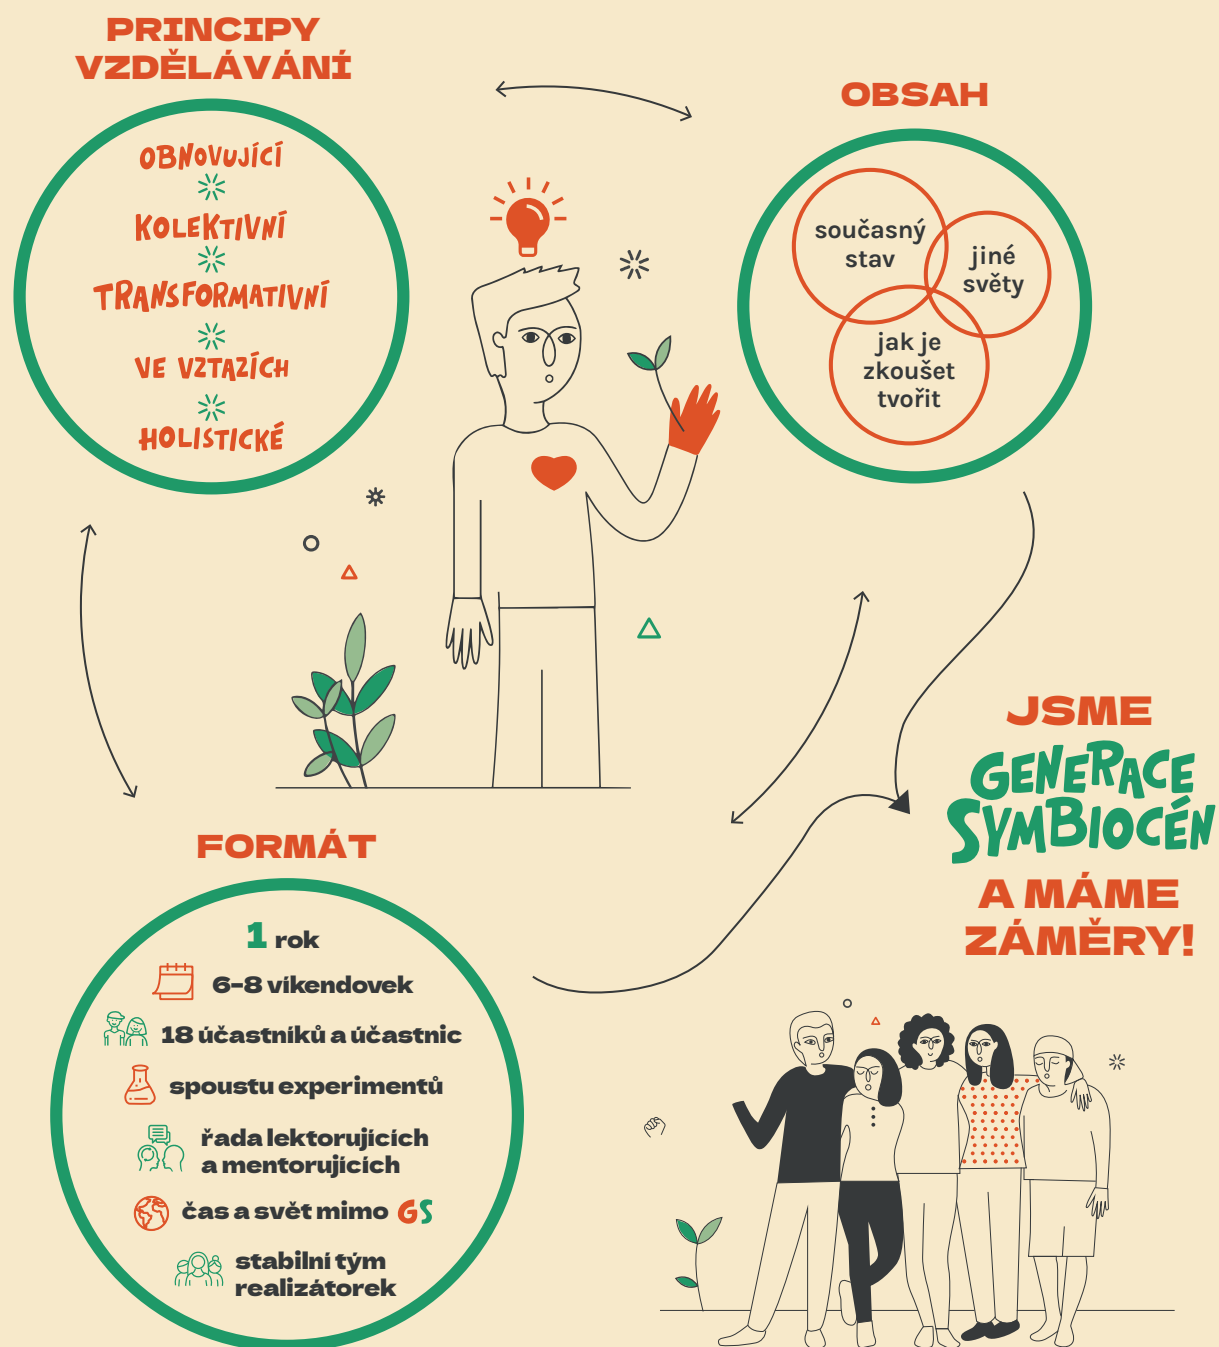 PRINCIPY
VZDĚLÁVÁNÍ
OBNOVUJÍCÍ
KOLEKTIVNÍ
TRANSFORMATIVNÍ
VE VZTAZÍCH
HOLISTICKÉ
OBSAH
současný
stav
jiné
světy
jak je
zkoušet
tvořit
JSME
GENERACE
SYMBIOCÉN
A MÁME
ZÁMĚRY!
FORMÁT
1 rok
6–8 víkendovek
18 účastníků a účastnic
spoustu experimentů
řada lektorujících
a mentorujících
čas a svět mimo GS
stabilní tým
realizátorek